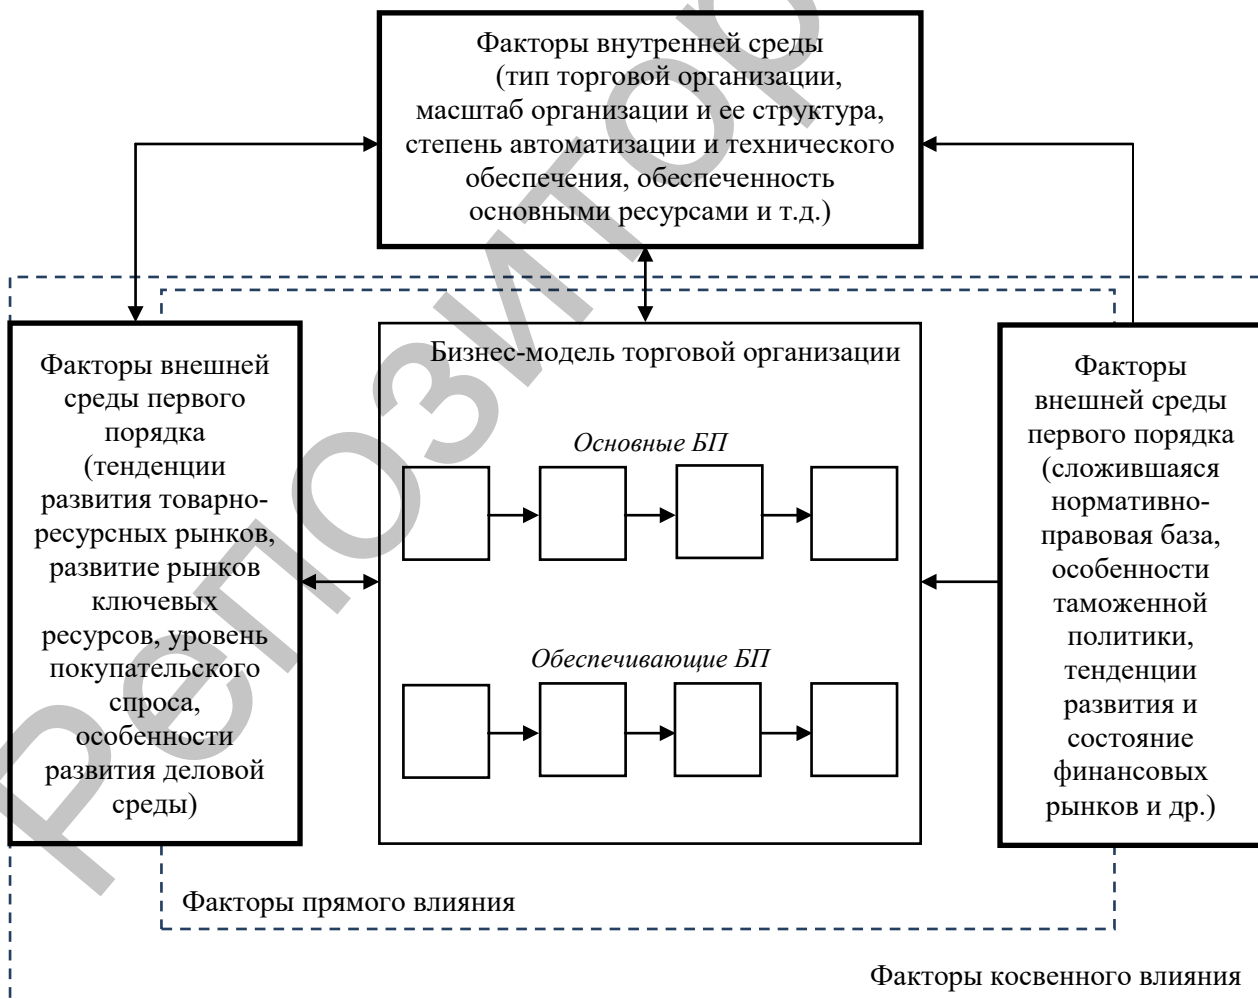 Факторы внутренней среды
(тип торговой организации,
масштаб организации и ее структура,
степень автоматизации и технического
обеспечения, обеспеченность
основными ресурсами и т.д.)
Факторы внешней
среды первого
порядка
(тенденции
развития товарно-
ресурсных рынков,
развитие рынков
ключевых
ресурсов, уровень
покупательского
спроса,
особенности
развития деловой
среды)
Бизнес-модель торговой организации
Основные БП
Обеспечивающие БП
Факторы
внешней среды
первого порядка
(сложившаяся
нормативно-
правовая база,
особенности
таможенной
политики,
тенденции
развития и
состояние
финансовых
рынков и др.)
Факторы прямого влияния
Факторы косвенного влияния
Репозитор